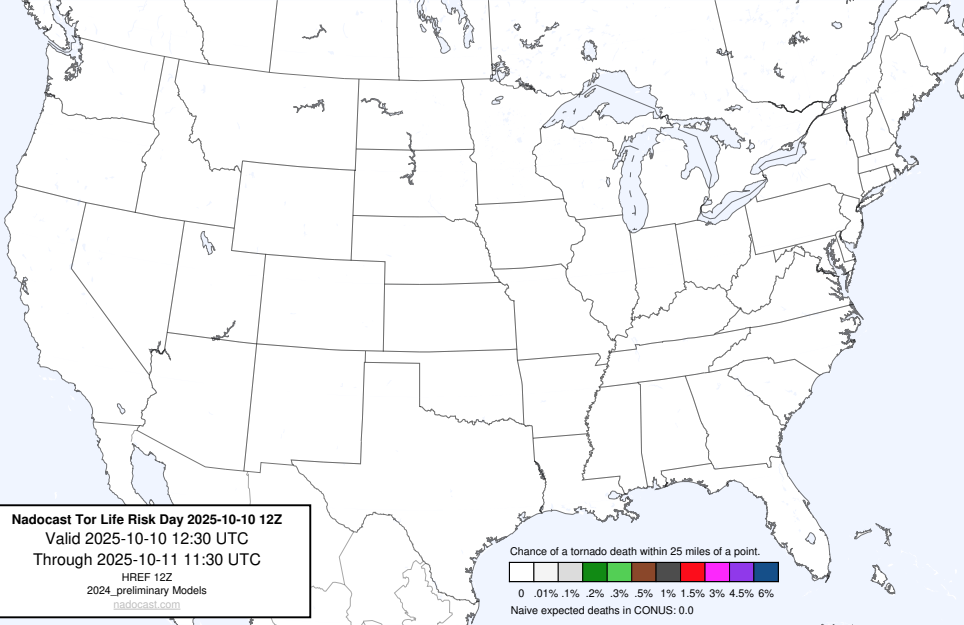 Nadocast Tor Life Risk Day 2025-10-10 12Z
Valid 2025-10-10 12:30 UTC
Through 2025-10-11 11:30 UTC
HREF 12Z
2024_preliminary Models
nadocast.com
Chance of a tornado death within 25 miles of a point.
0 .01% .1% .2% .3% .5% 1% 1.5% 3% 4.5% 6%
Naive expected deaths in CONUS: 0.0